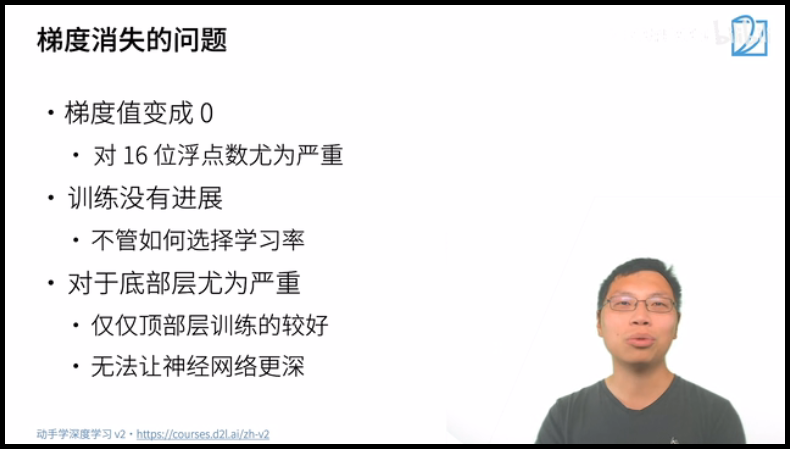 梯度消失的问题
• 梯度值变成 0
• 对 16 位浮点数尤为严重
• 训练没有进展
• 不管如何选择学习率
• 对于底部层尤为严重
• 仅仅顶部层训练的较好
• 无法让神经网络更深
动手学深度学习 v2 • https://courses.d2l.ai/zh-v2